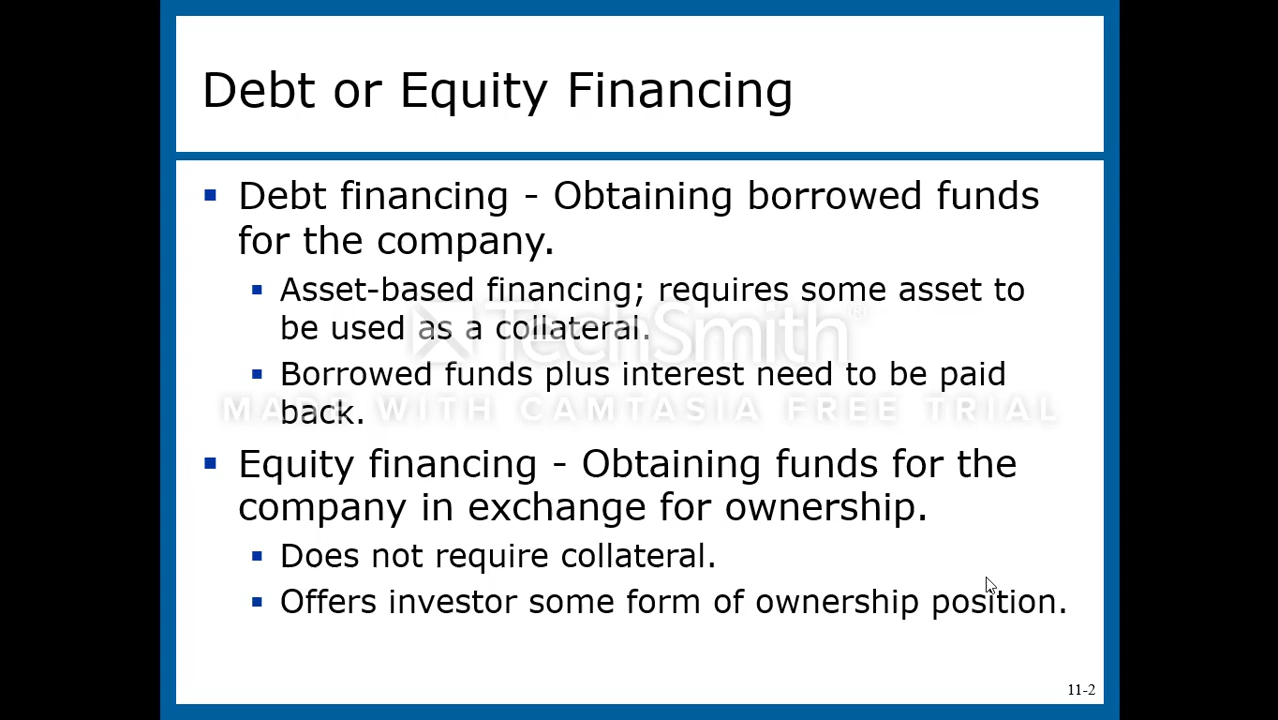 Debt or Equity Financing
▪ Debt financing - Obtaining borrowed funds
for the company.
▪ Asset-based financing; requires some asset to
be used as a collateral.
TechSmith®
▪ Borrowed funds plus interest need to be paid
back.
MADE WITH CAMTASIA FREE TRIAL
▪ Equity financing - Obtaining funds for the
company in exchange for ownership.
▪ Does not require collateral.
▪ Offers investor some form of ownership position.
11-2